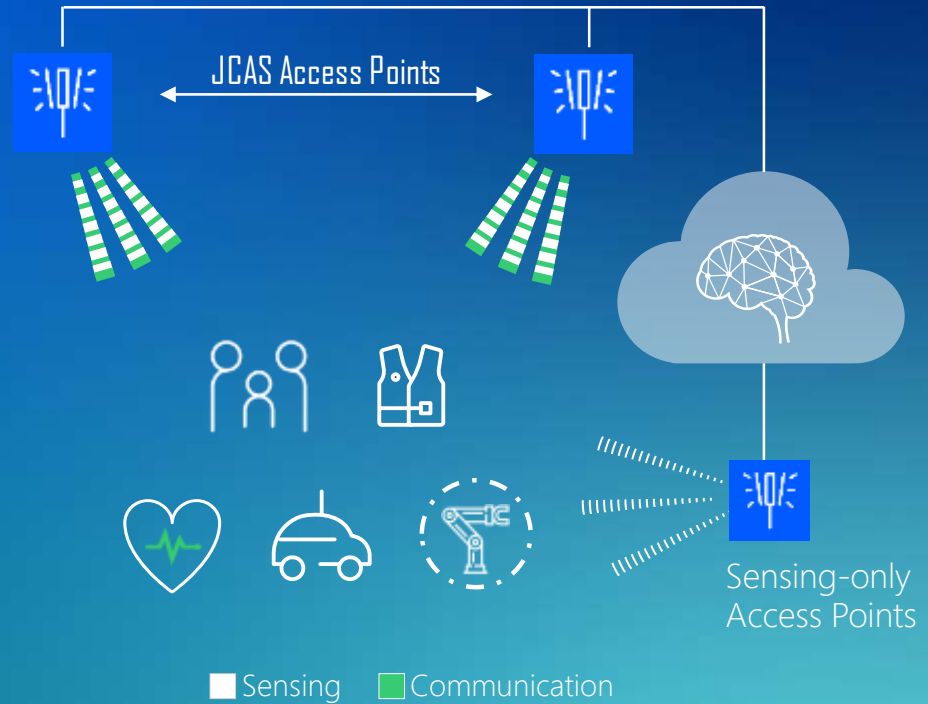 JCAS Access Points
Sensing-only
Access Points
Sensing
Communication